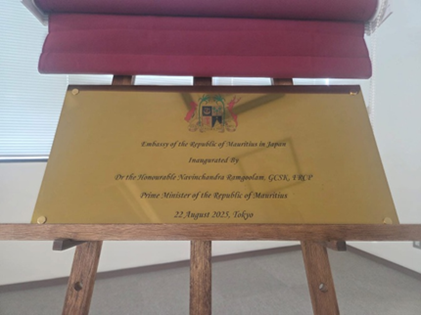 Embassy of the Republic of Mauritius in Japan
Inaugurated By
Dr the Honourable Navinchandra Ramgoolam, GCSK, FRCP
Prime Minister of the Republic of Mauritius
22 August 2025, Tokyo